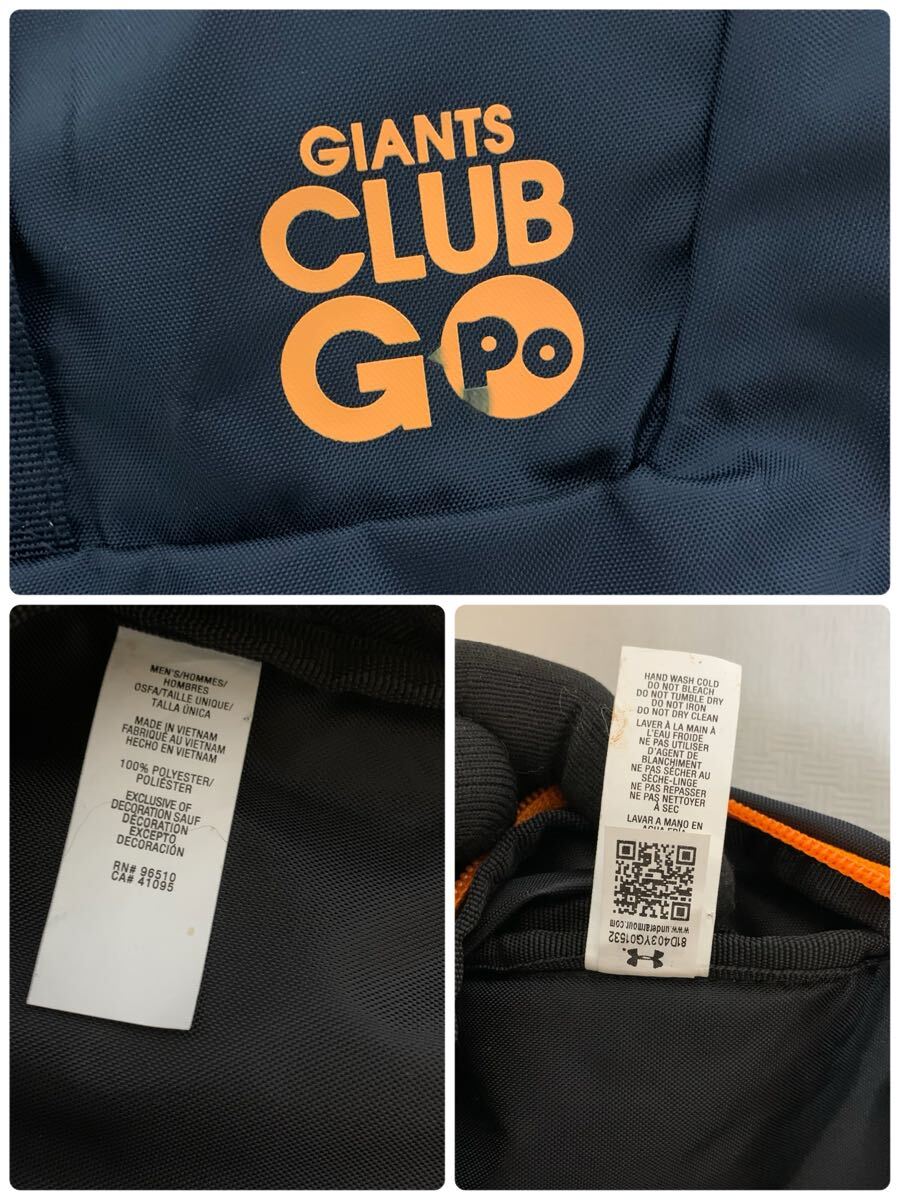 GIANTS
CLUB
G·Po
MEN'S/HOMMES/
HOMBRES
OSFA/TAILLE UNIQUE/
TALLA ÚNICA
MADE IN VIETNAM
FABRIQUÉ AU VIETNAM
HECHO EN VIETNAM
100% POLYESTER/
POLIÉSTER
EXCLUSIVE OF
DECORATION SAUF
DÉCORATION
EXCEPTO
DECORACIÓN
RN# 96510
CA# 41095
HAND WASH COLD
DO NOT BLEACH
DO NOT TUMBLE DRY
DO NOT IRON
DO NOT DRY CLEAN
LAVER À LA MAIN À
L'EAU FROIDE
NE PAS UTILISER
D'AGENT DE
BLANCHIMENT
NE PAS SÉCHER AU
SÈCHE-LINGE
NE PAS REPASSER
NE PAS NETTOYER
À SEC
LAVAR A MANO EN
AGUA FRÍA
www.underarmour.com
81D403YG01532